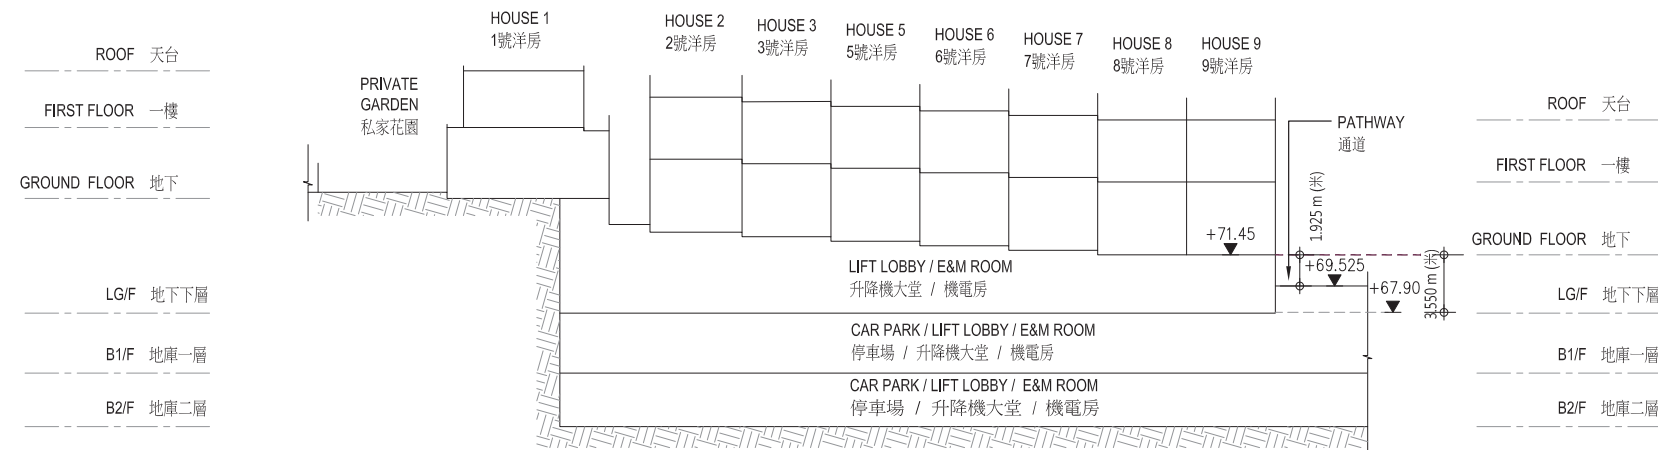 ROOF 天台
FIRST FLOOR 一樓
GROUND FLOOR 地下
LG/F 地下下層
B1/F 地庫一層
B2/F 地庫二層
PRIVATE
GARDEN
私家花園
HOUSE 1
1號洋房
HOUSE 2
2號洋房
HOUSE 3
3號洋房
HOUSE 5
5號洋房
HOUSE 6
6號洋房
HOUSE 7
7號洋房
HOUSE 8
8號洋房
HOUSE 9
9號洋房
PATHWAY
通道
1.925 m (米)
+71.45
+69.525
+67.90
3.550 m (米)
LIFT LOBBY / E&M ROOM
升降機大堂 / 機電房
CAR PARK / LIFT LOBBY / E&M ROOM
停車場 / 升降機大堂 / 機電房
CAR PARK / LIFT LOBBY / E&M ROOM
停車場 / 升降機大堂 / 機電房
ROOF 天台
FIRST FLOOR 一樓
GROUND FLOOR 地下
LG/F 地下下層
B1/F 地庫一層
B2/F 地庫二層